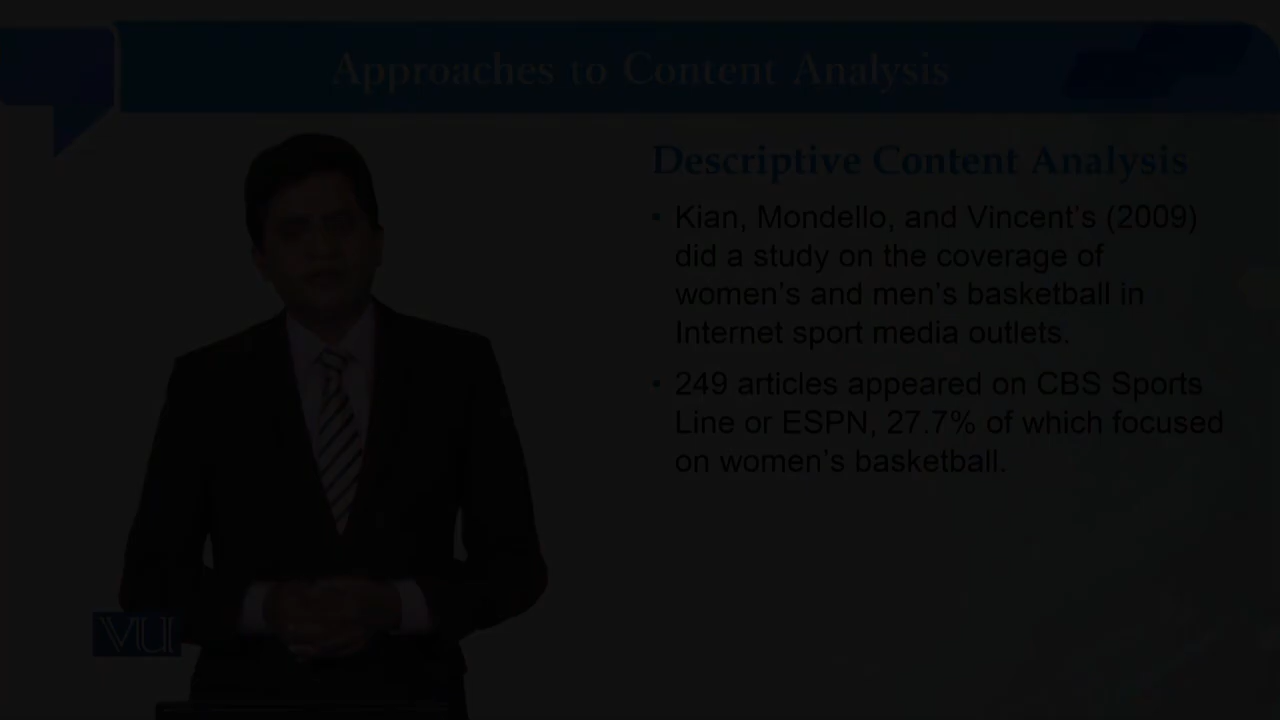 Approaches to Content Analysis
Descriptive Content Analysis
• Kian, Mondello, and Vincent's (2009)
did a study on the coverage of
women's and men's basketball in
Internet sport media outlets.
• 249 articles appeared on CBS Sports
Line or ESPN, 27.7% of which focused
on women's basketball.
VU